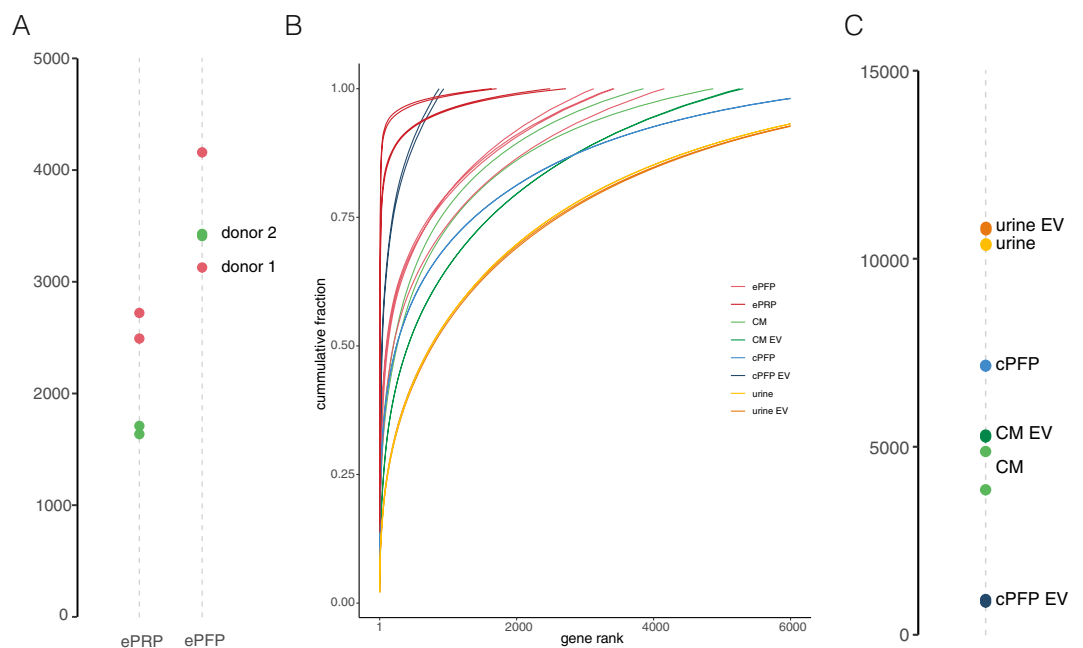 A
5000
4000
3000
2000
1000
0
donor 2
donor 1
ePRP
ePFP
B
cummulative fraction
1.00
0.75
0.50
0.25
0.00
1
2000
4000
6000
gene rank
ePFP
ePRP
CM
CM EV
cPFP
cPFP EV
urine
urine EV
C
15000
10000
5000
0
urine EV
urine
cPFP
CM EV
CM
cPFP EV